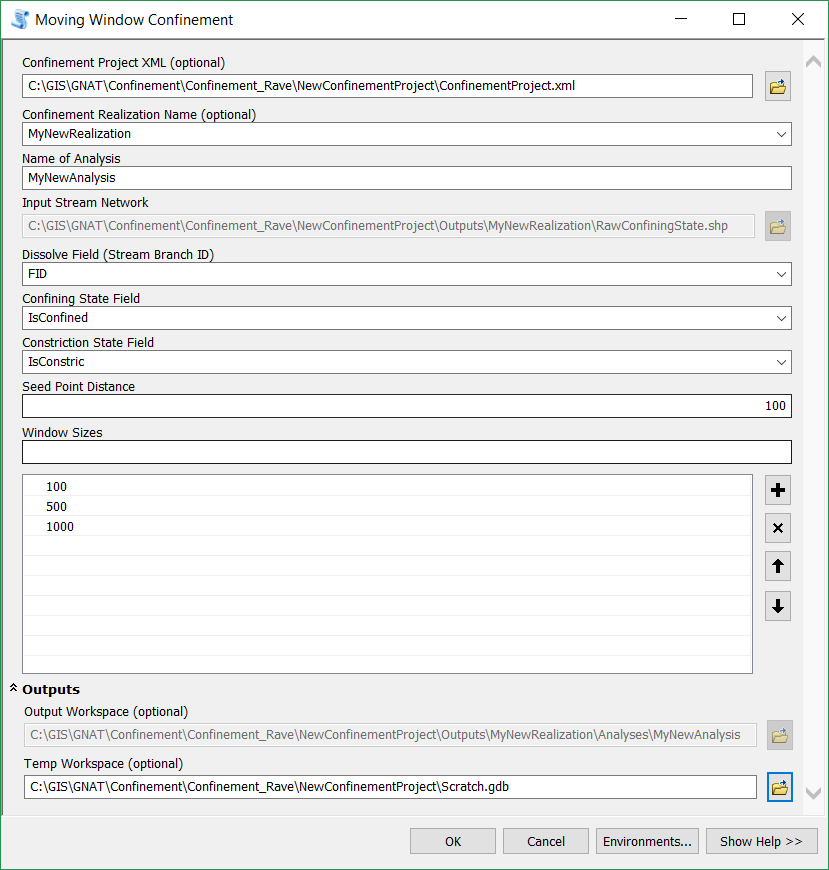 Moving Window Confinement
Confinement Project XML (optional)
C:\GIS\GNAT\Confinement\Confinement_Rave\NewConfinementProject\ConfinementProject.xml
Confinement Realization Name (optional)
MyNewRealization
Name of Analysis
MyNewAnalysis
Input Stream Network
C:\GIS\GNAT\Confinement\Confinement_Rave\NewConfinementProject\Outputs\MyNewRealization\RawConfiningState.shp
Dissolve Field (Stream Branch ID)
FID
Confining State Field
IsConfined
Constriction State Field
IsConstric
Seed Point Distance
100
Window Sizes
100
500
1000
Outputs
Output Workspace (optional)
C:\GIS\GNAT\Confinement\Confinement_Rave\NewConfinementProject\Outputs\MyNewRealization\Analyses\MyNewAnalysis
Temp Workspace (optional)
C:\GIS\GNAT\Confinement\Confinement_Rave\NewConfinementProject\Scratch.gdb
OK Cancel Environments... Show Help >>